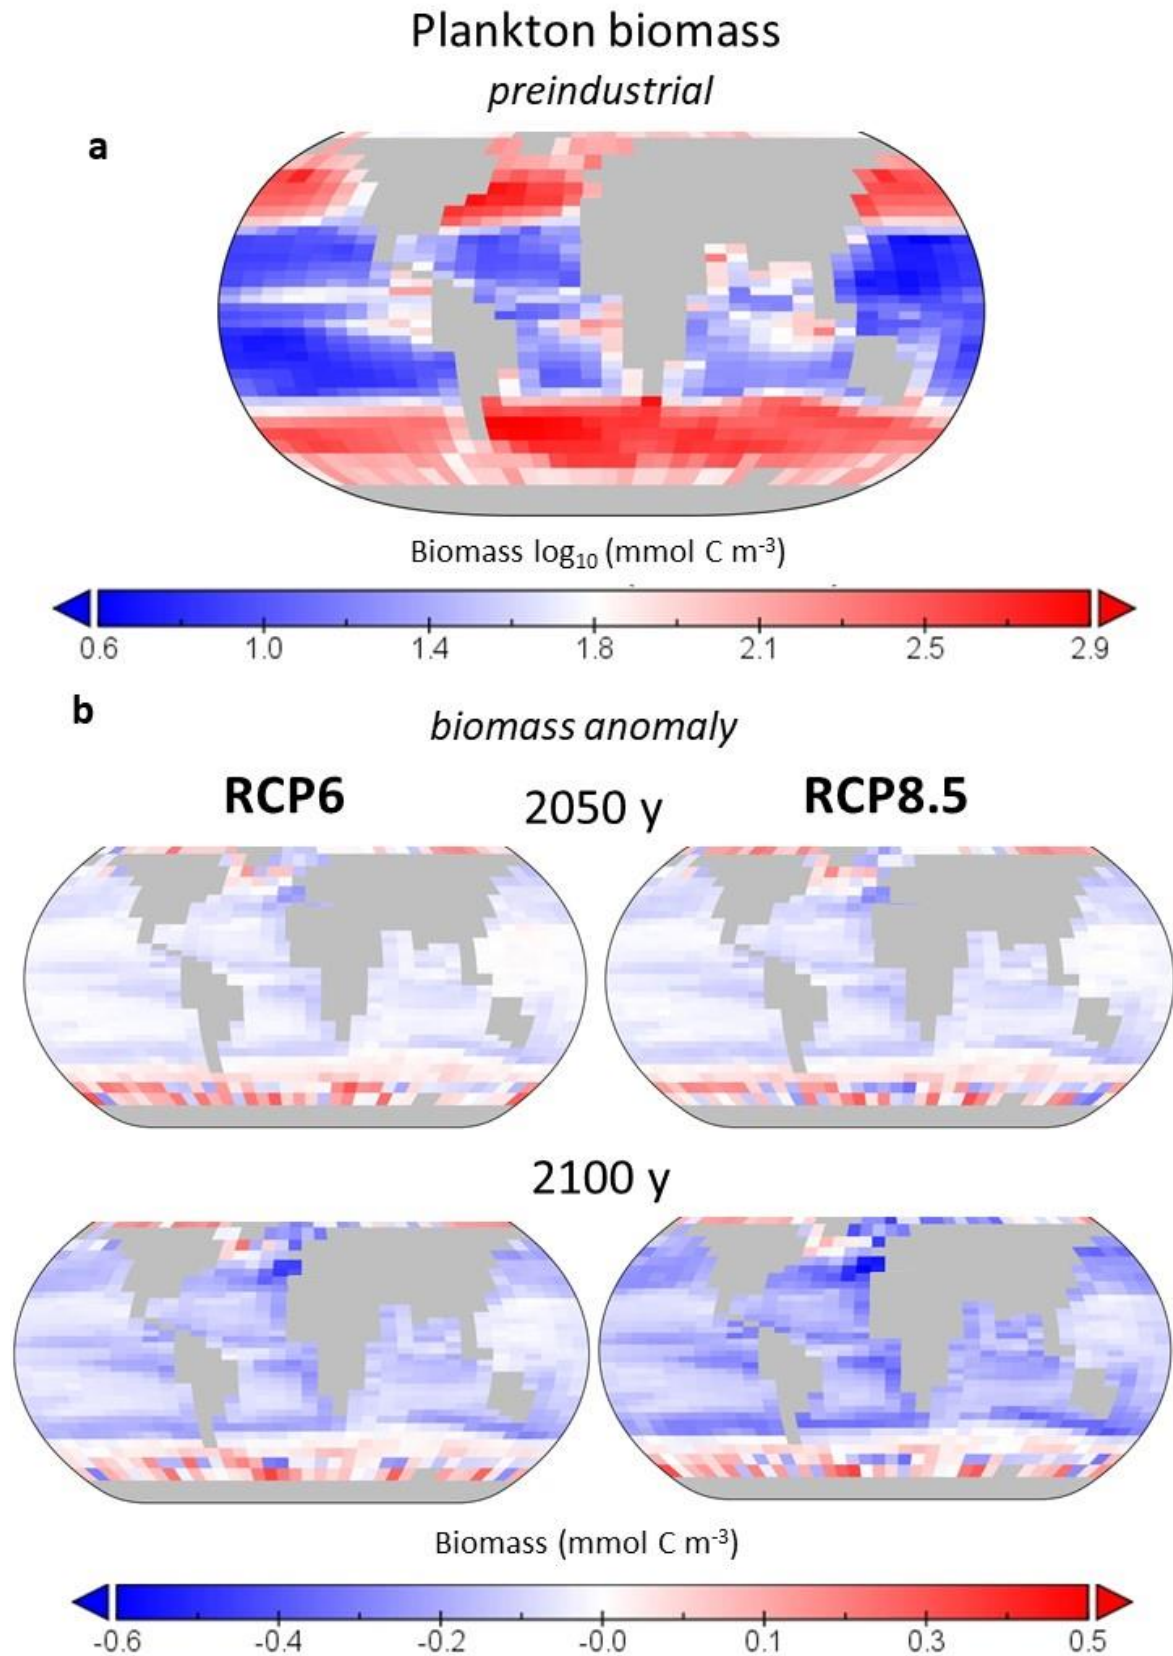 Plankton biomass
preindustrial
a
Biomass log₁₀ (mmol C m⁻³)
0.6 1.0 1.4 1.8 2.1 2.5 2.9
b
biomass anomaly
RCP6 2050 y RCP8.5
2100 y
Biomass (mmol C m⁻³)
-0.6 -0.4 -0.2 -0.0 0.1 0.3 0.5